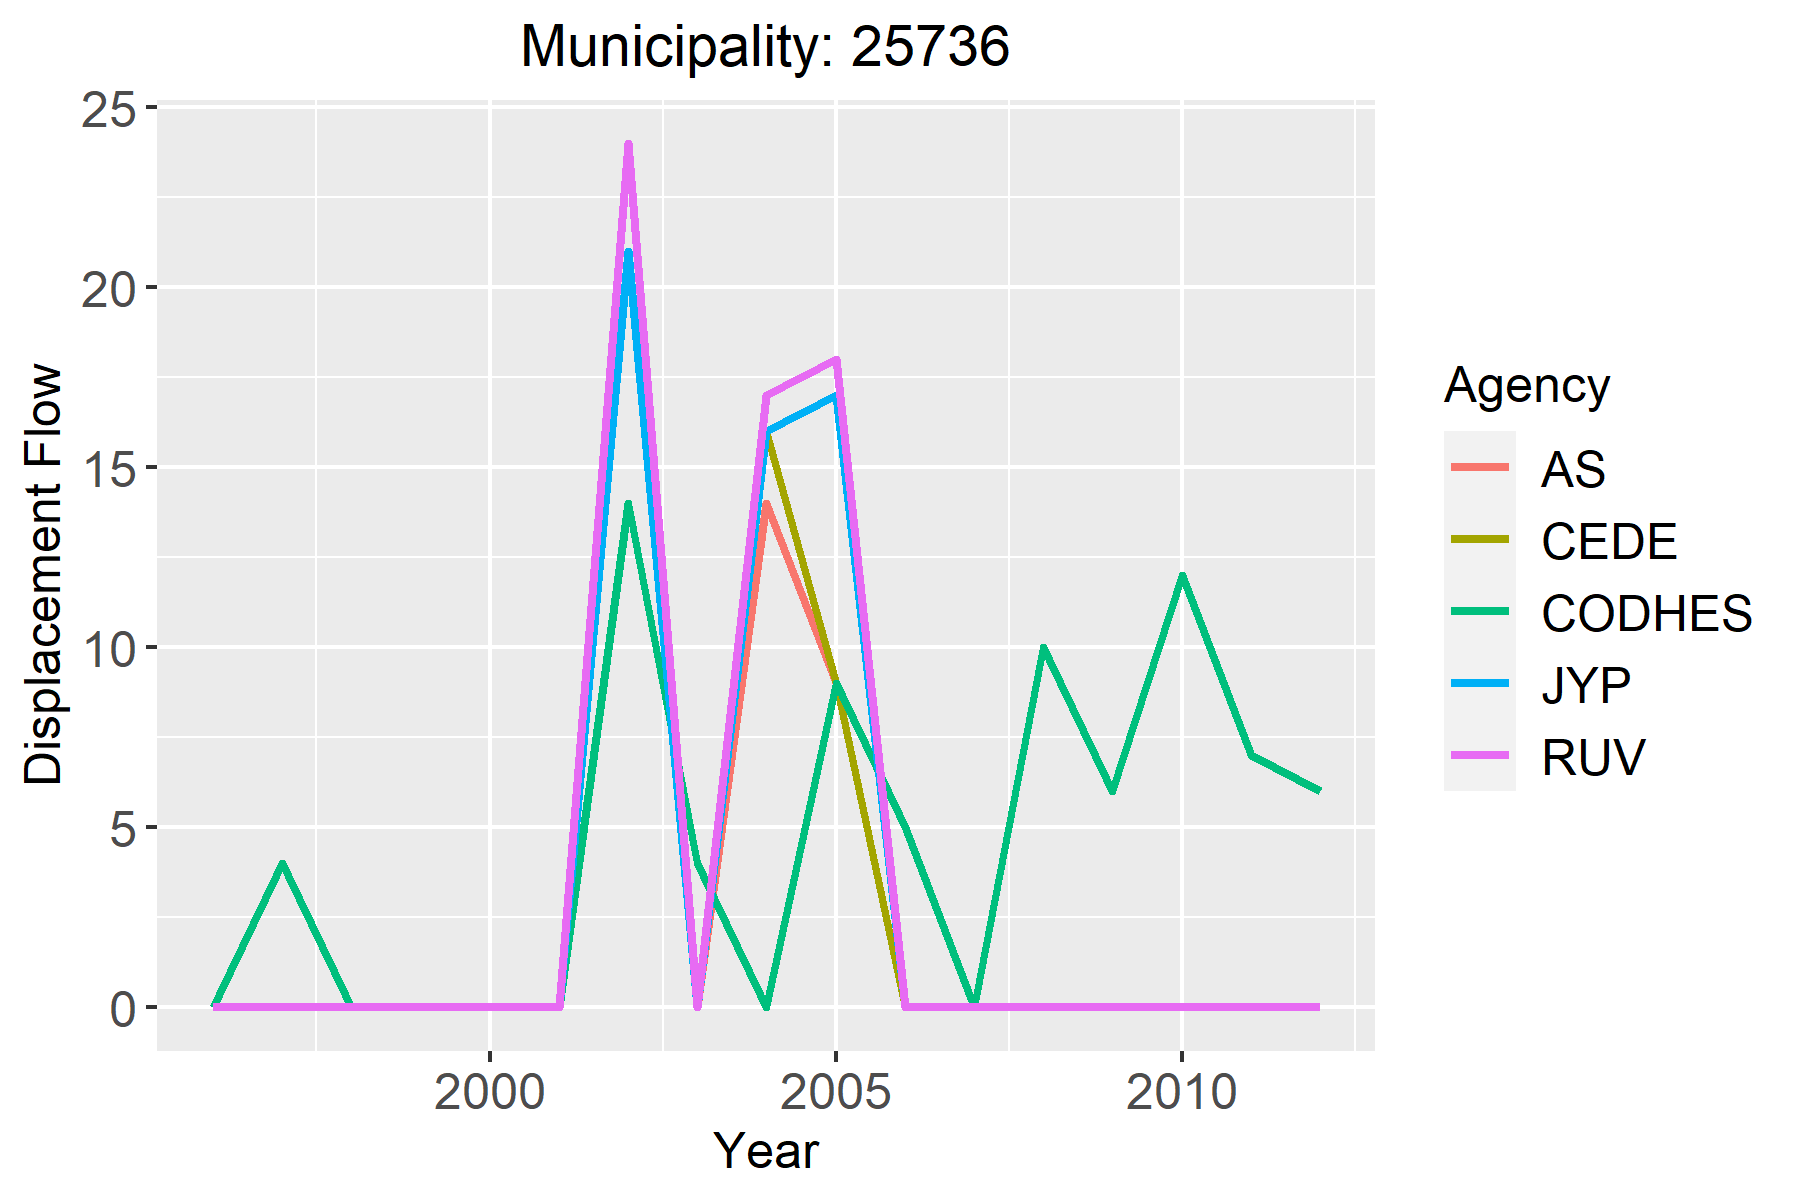 Municipality: 25736
25
20
15
10
5
0
Displacement Flow
2000
2005
2010
Year
Agency
AS
CEDE
CODHES
JYP
RUV